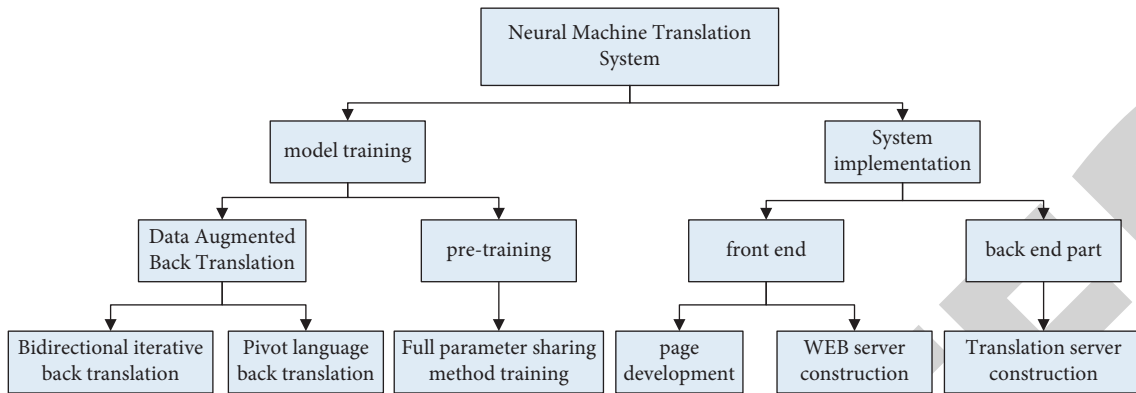 Neural Machine Translation
System
model training
System
implementation
Data Augmented
Back Translation
pre-training
front end
back end part
Bidirectional iterative
back translation
Pivot language
back translation
Full parameter sharing
method training
page
development
WEB server
construction
Translation server
construction